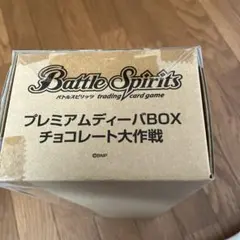 Battle Spirits
バトルスピリッツ trading card game
プレミアムディーバBOX
チョコレート大作戦
©BNP